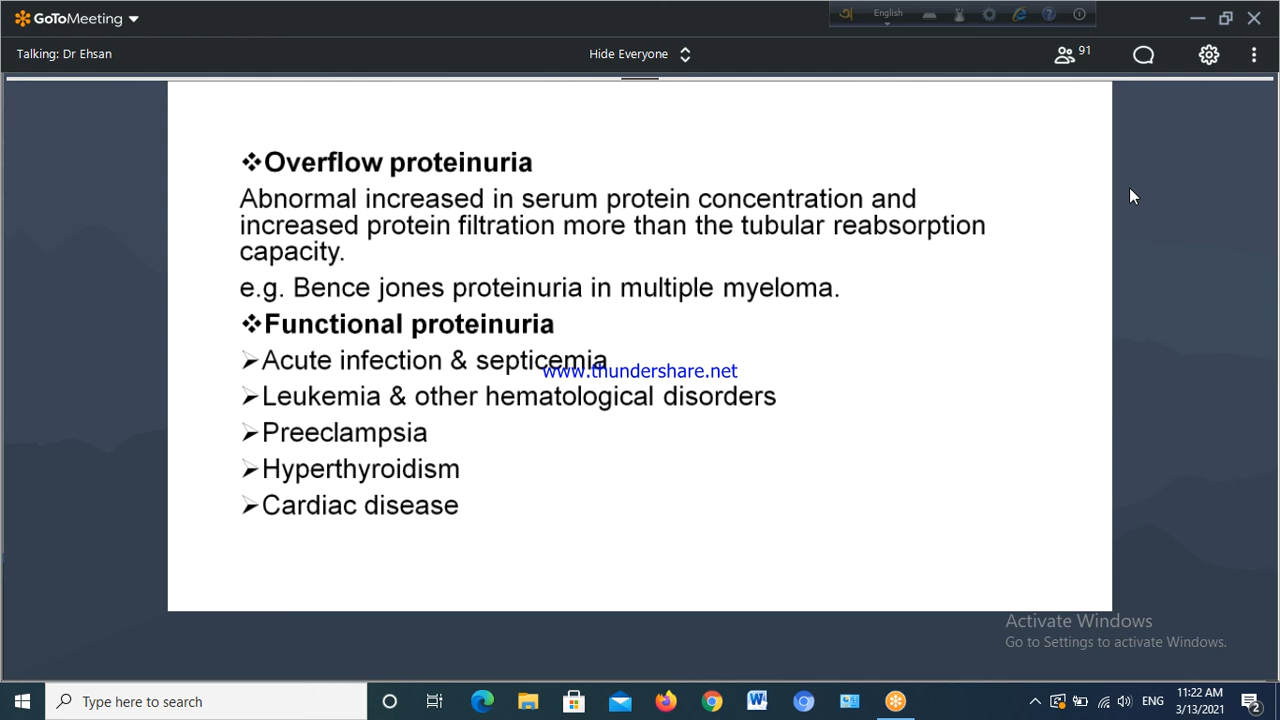 GoToMeeting
English
Talking: Dr Ehsan
Hide Everyone
91
❖Overflow proteinuria
Abnormal increased in serum protein concentration and
increased protein filtration more than the tubular reabsorption
capacity.
e.g. Bence jones proteinuria in multiple myeloma.
❖Functional proteinuria
➢Acute infection & septicemia
www.thundershare.net
➢Leukemia & other hematological disorders
➢Preeclampsia
➢Hyperthyroidism
➢Cardiac disease
Activate Windows
Go to Settings to activate Windows.
Type here to search
ENG
11:22 AM
3/13/2021
2